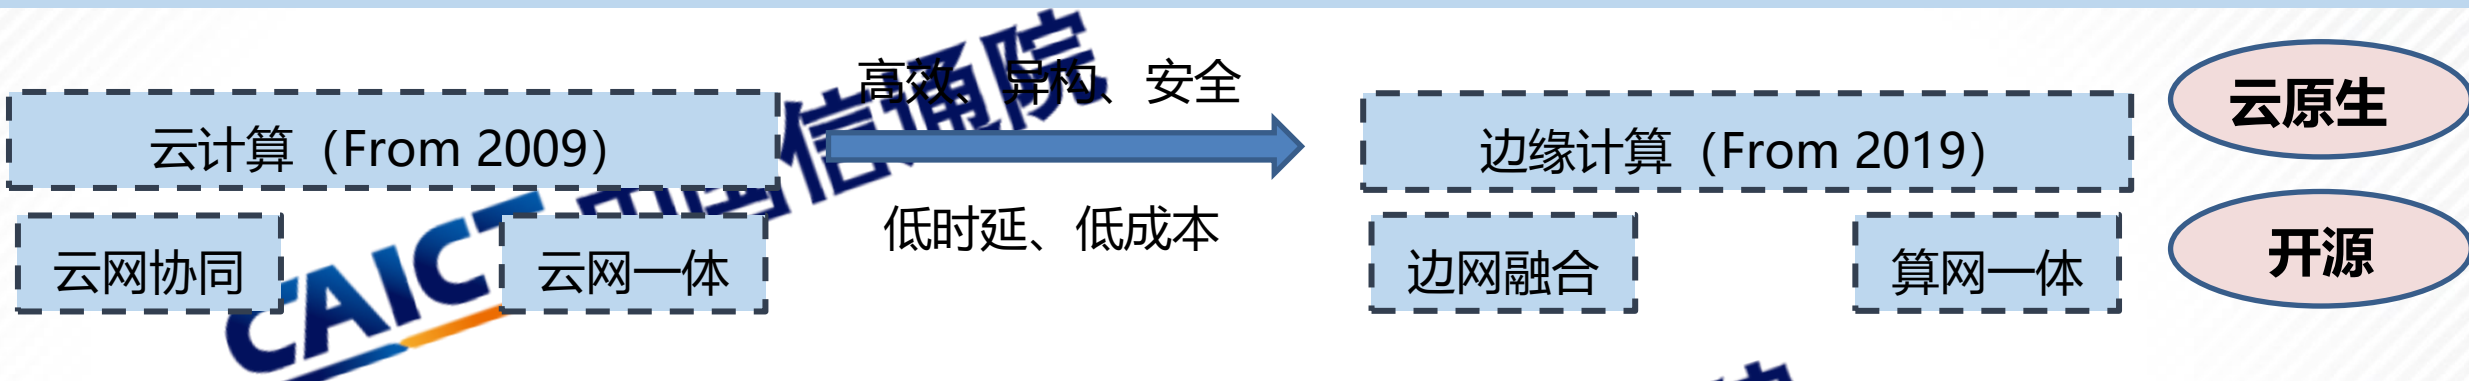 高效、异构、安全
云计算（From 2009）
边缘计算（From 2019）
云原生
低时延、低成本
云网协同
云网一体
边网融合
算网一体
开源
CAICT 中国信通院